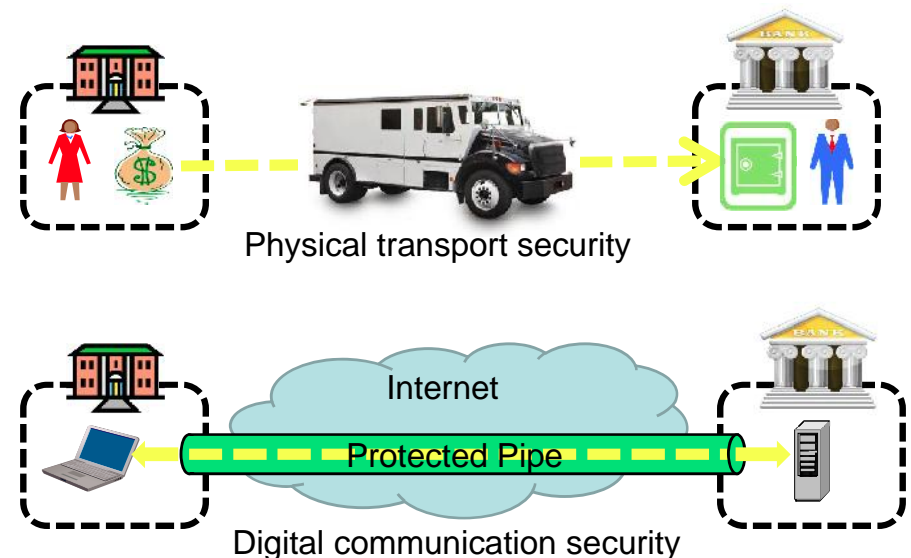 BANK
$
Physical transport security
BANK
Internet
Protected Pipe
Digital communication security